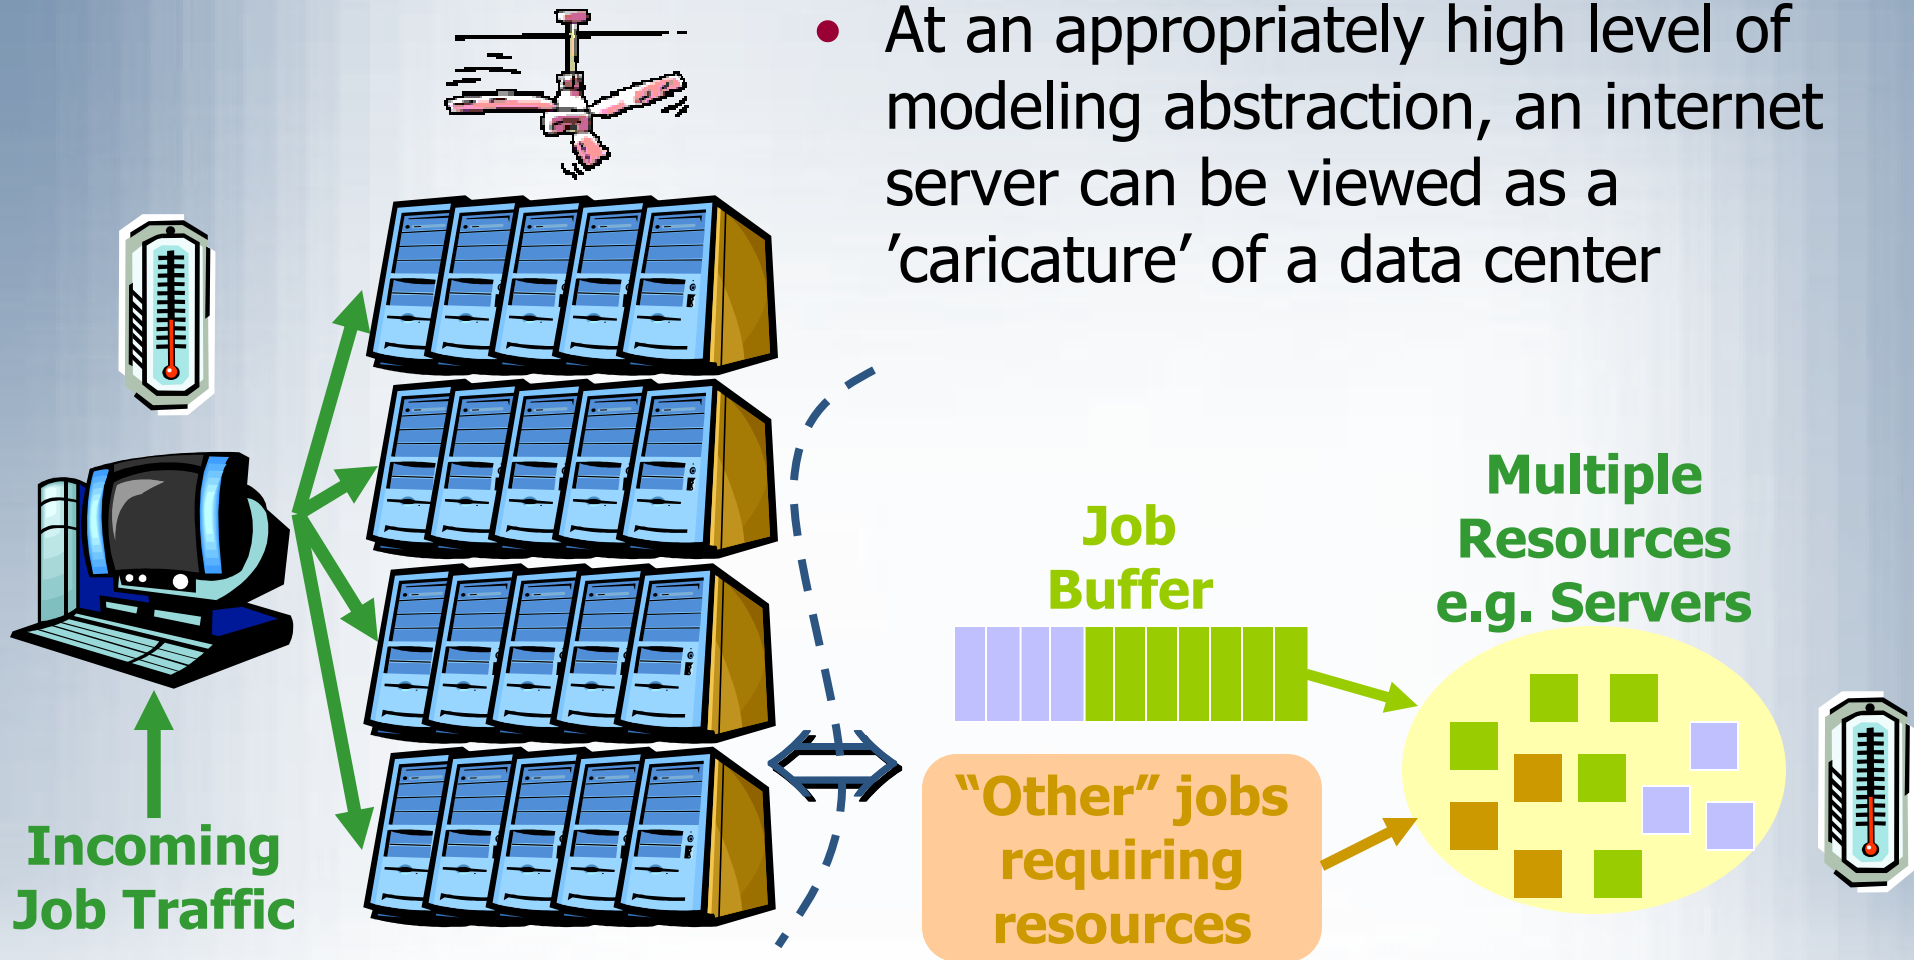 • At an appropriately high level of
modeling abstraction, an internet
server can be viewed as a
’caricature’ of a data center
Multiple
Resources
e.g. Servers
Job
Buffer
“Other” jobs
requiring
resources
Incoming
Job Traffic